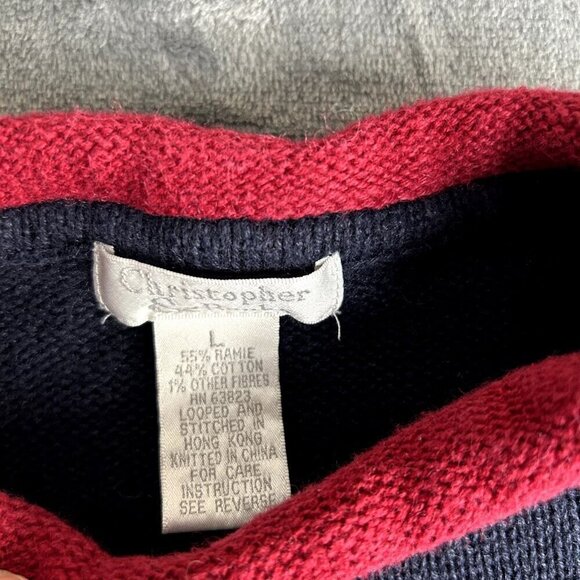 Christopher
L
55% RAMIE
44% COTTON
1% OTHER FIBRES
RN 63823
LOOPED AND
STITCHED IN
HONG KONG
KNITTED IN CHINA
FOR CARE
INSTRUCTION
SEE REVERSE